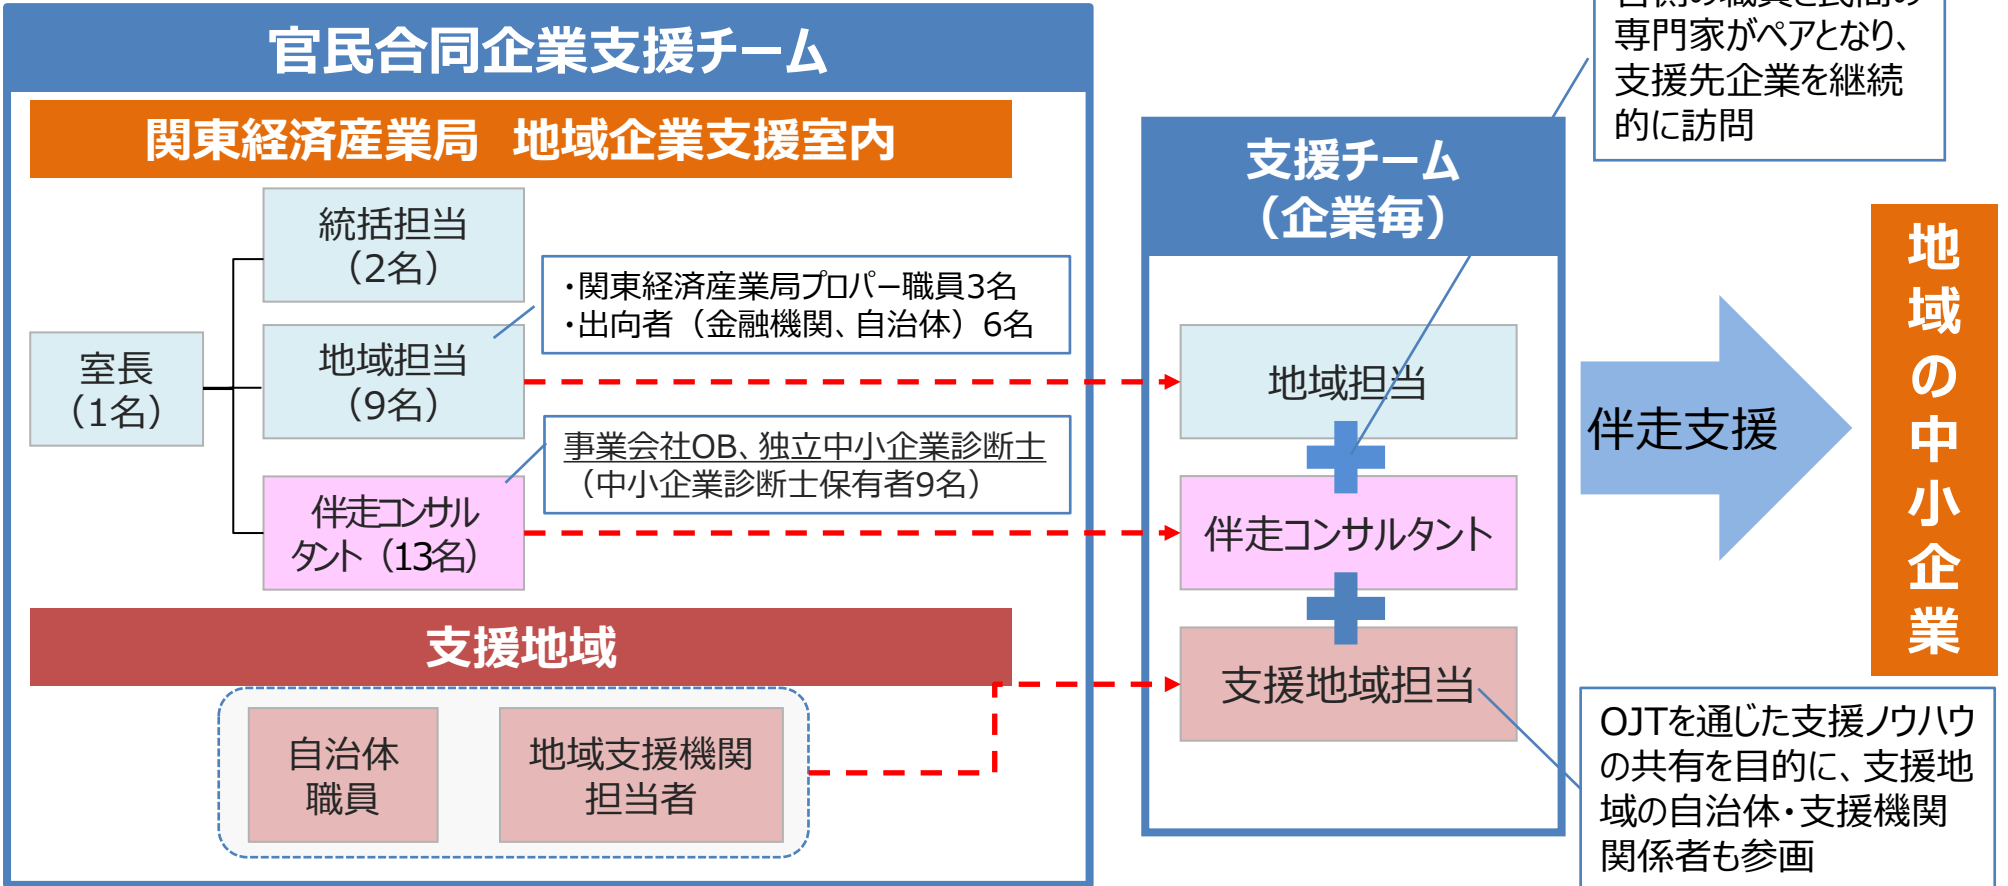 官民合同企業支援チーム
関東経済産業局　地域企業支援室内
室長
（1名）
統括担当
（2名）
地域担当
（9名）
・関東経済産業局プロパー職員3名
・出向者（金融機関、自治体）6名
伴走コンサル
タント（13名）
事業会社OB、独立中小企業診断士
（中小企業診断士保有者9名）
支援地域
自治体
職員
地域支援機関
担当者
支援チーム
（企業毎）
地域担当
伴走コンサルタント
支援地域担当
専門家がペアとなり、
支援先企業を継続
的に訪問
伴走支援
地域の中小企業
OJTを通じた支援ノウハウ
の共有を目的に、支援地
域の自治体・支援機関
関係者も参画